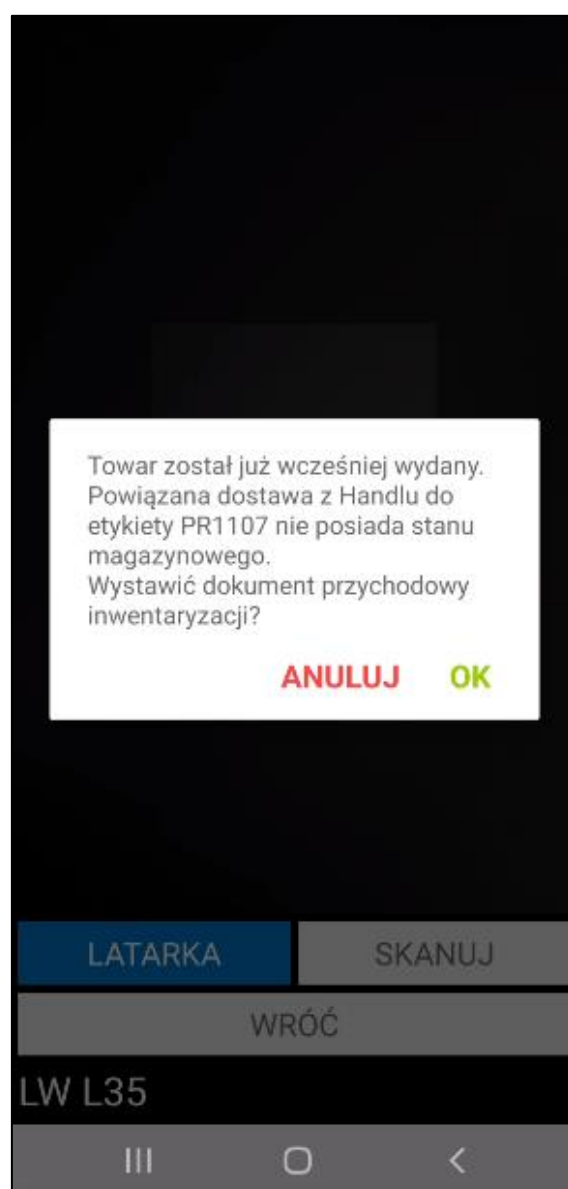 Towar został już wcześniej wydany.
Powiązana dostawa z Handlu do
etykiety PR1107 nie posiada stanu
magazynowego.
Wystawić dokument przychodowy
inwentaryzacji?
ANULUJ OK
LATARKA SKANUJ
WRÓĆ
LW L35